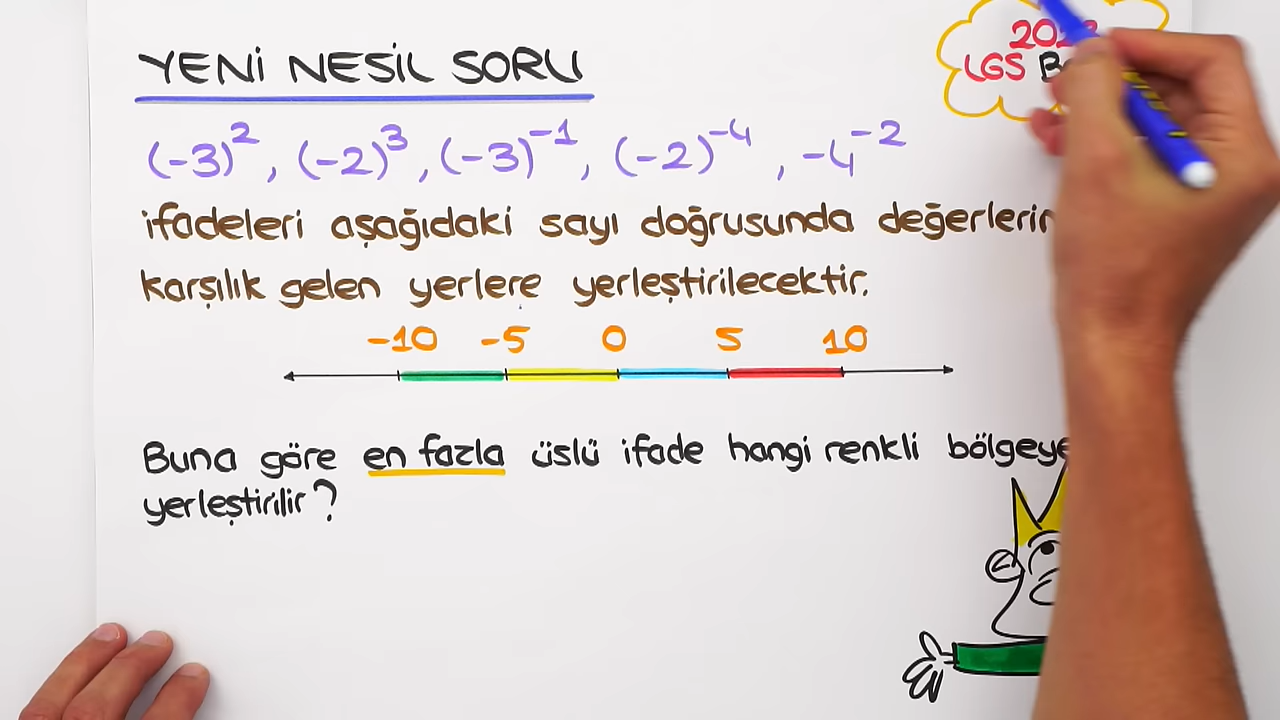 YENİ NESİL SORU
LGS
(-3)², (-2)³, (-3)⁻¹, (-2)⁻⁴, -4⁻²
ifadeleri aşağıdaki sayı doğrusunda
karşılık gelen yerlere yerleştirilecektir.
-10 -5 0 5 10
Buna göre en fazla üslü ifade hangi renkli bölgeye
yerleştirilir?